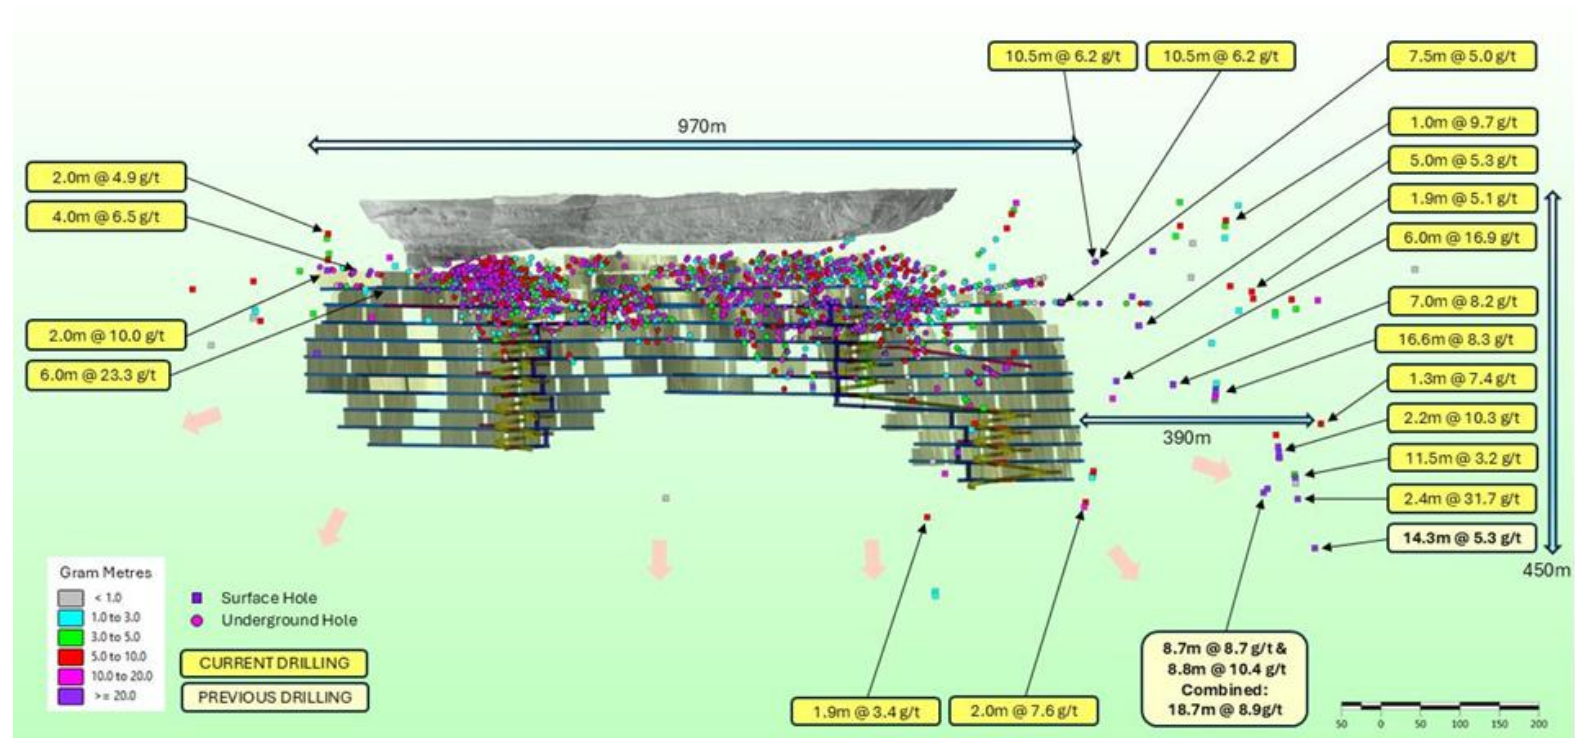 10.5m @ 6.2 g/t
10.5m @ 6.2 g/t
7.5m @ 5.0 g/t
970m
1.0m @ 9.7 g/t
5.0m @ 5.3 g/t
2.0m @ 4.9 g/t
1.9m @ 5.1 g/t
4.0m @ 6.5 g/t
6.0m @ 16.9 g/t
7.0m @ 8.2 g/t
2.0m @ 10.0 g/t
16.6m @ 8.3 g/t
6.0m @ 23.3 g/t
1.3m @ 7.4 g/t
2.2m @ 10.3 g/t
390m
11.5m @ 3.2 g/t
2.4m @ 31.7 g/t
14.3m @ 5.3 g/t
450m
Gram Metres
< 1.0
1.0 to 3.0
3.0 to 5.0
5.0 to 10.0
10.0 to 20.0
>= 20.0
Surface Hole
Underground Hole
CURRENT DRILLING
PREVIOUS DRILLING
8.7m @ 8.7 g/t &
8.8m @ 10.4 g/t
Combined:
18.7m @ 8.9g/t
1.9m @ 3.4 g/t
2.0m @ 7.6 g/t
50 0 50 100 150 200